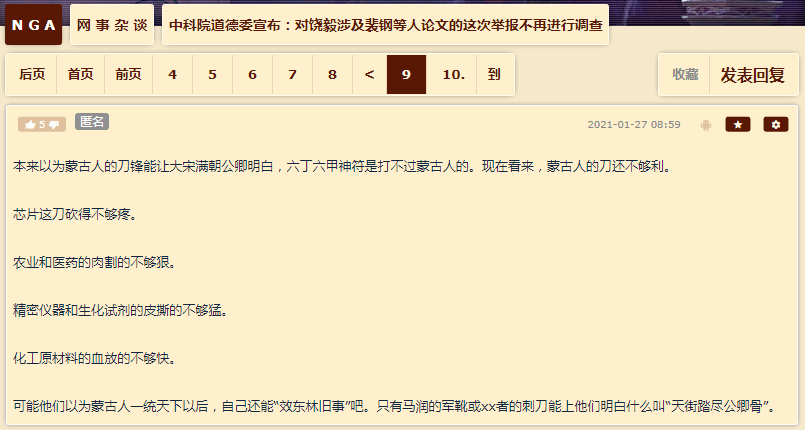 NGA 网事杂谈 中科院道德委宣布：对饶毅涉及裴钢等人论文的这次举报不再进行调查
后页 首页 前页 4 5 6 7 8 < 9 10. 到 收藏 发表回复
5 匿名 2021-01-27 08:59
本来以为蒙古人的刀锋能让大宋满朝公卿明白，六丁六甲神符是打不过蒙古人的。现在看来，蒙古人的刀还不够利。
芯片这刀砍得不够疼。
农业和医药的肉割的不够狠。
精密仪器和生化试剂的皮撕的不够猛。
化工原材料的血放的不够快。
可能他们以为蒙古人一统天下以后，自己还能“效东林旧事”吧。只有马润的军靴或xx者的刺刀能上他们明白什么叫“天街踏尽公卿骨”。